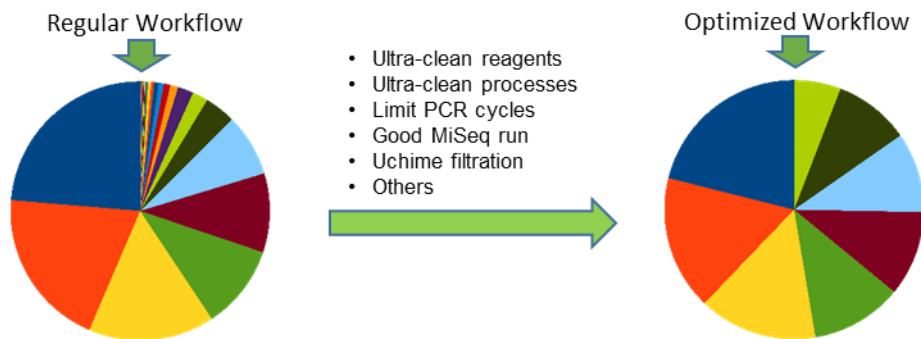 Regular Workflow
Optimized Workflow
• Ultra-clean reagents
• Ultra-clean processes
• Limit PCR cycles
• Good MiSeq run
• Uchime filtration
• Others